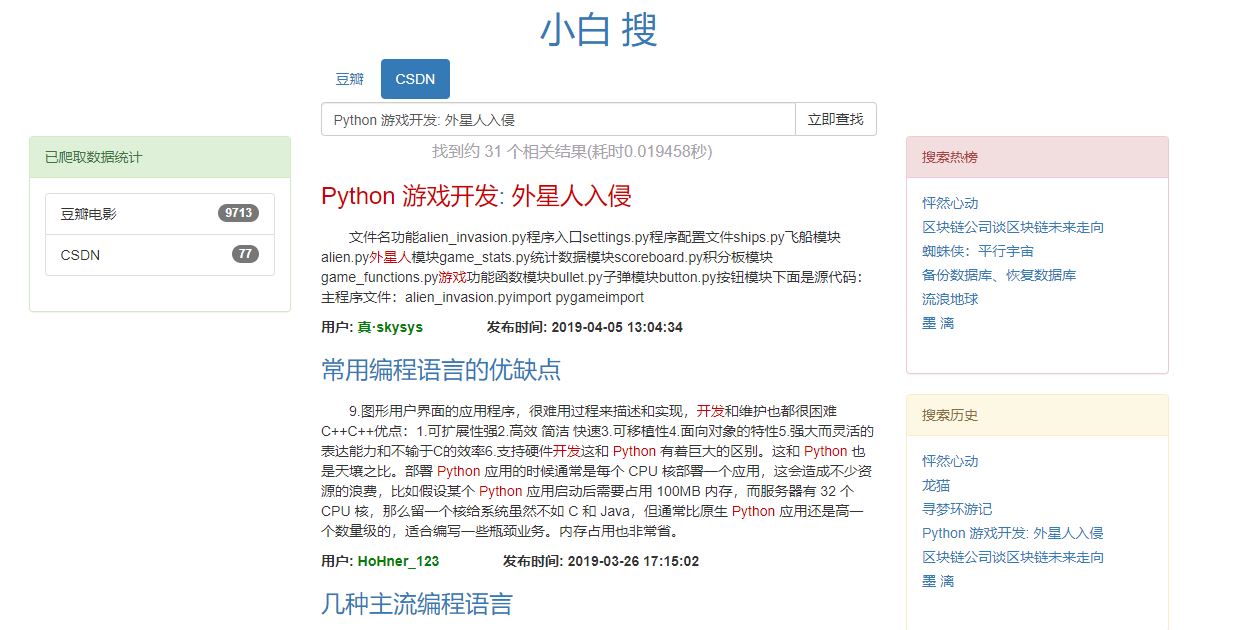 小白 搜
豆瓣
CSDN
Python 游戏开发: 外星人入侵
立即查找
已爬取数据统计
豆瓣电影
9713
CSDN
77
找到约 31 个相关结果(耗时0.019458秒)
Python 游戏开发: 外星人入侵
文件名功能alien_invasion.py程序入口settings.py程序配置文件ships.py飞船模块
alien.py外星人模块game_stats.py统计数据模块scoreboard.py积分板模块
game_functions.py游戏功能函数模块bullet.py子弹模块button.py按钮模块下面是源代码：
主程序文件：alien_invasion.pyimport pygameimport
用户: 真·skysys
发布时间: 2019-04-05 13:04:34
常用编程语言的优缺点
9.图形用户界面的应用程序，很难用过程来描述和实现，开发和维护也都很困难
C++C++优点：1.可扩展性强2.高效 简洁 快速3.可移植性4.面向对象的特性5.强大而灵活的
表达能力和不输于C的效率6.支持硬件开发这和 Python 有着巨大的区别。这和 Python 也
是天壤之比。部署 Python 应用的时候通常是每个 CPU 核部署一个应用，这会造成不少资
源的浪费，比如假设某个 Python 应用启动后需要占用 100MB 内存，而服务器有 32 个
CPU 核，那么留一个核给系统虽然不如 C 和 Java，但通常比原生 Python 应用还是高一
个数量级的，适合编写一些瓶颈业务。内存占用也非常省。
用户: HoHner_123
发布时间: 2019-03-26 17:15:02
几种主流编程语言
搜索热榜
怦然心动
区块链公司谈区块链未来走向
蜘蛛侠：平行宇宙
备份数据库、恢复数据库
流浪地球
墨 漓
搜索历史
怦然心动
龙猫
寻梦环游记
Python 游戏开发: 外星人入侵
区块链公司谈区块链未来走向
墨 漓